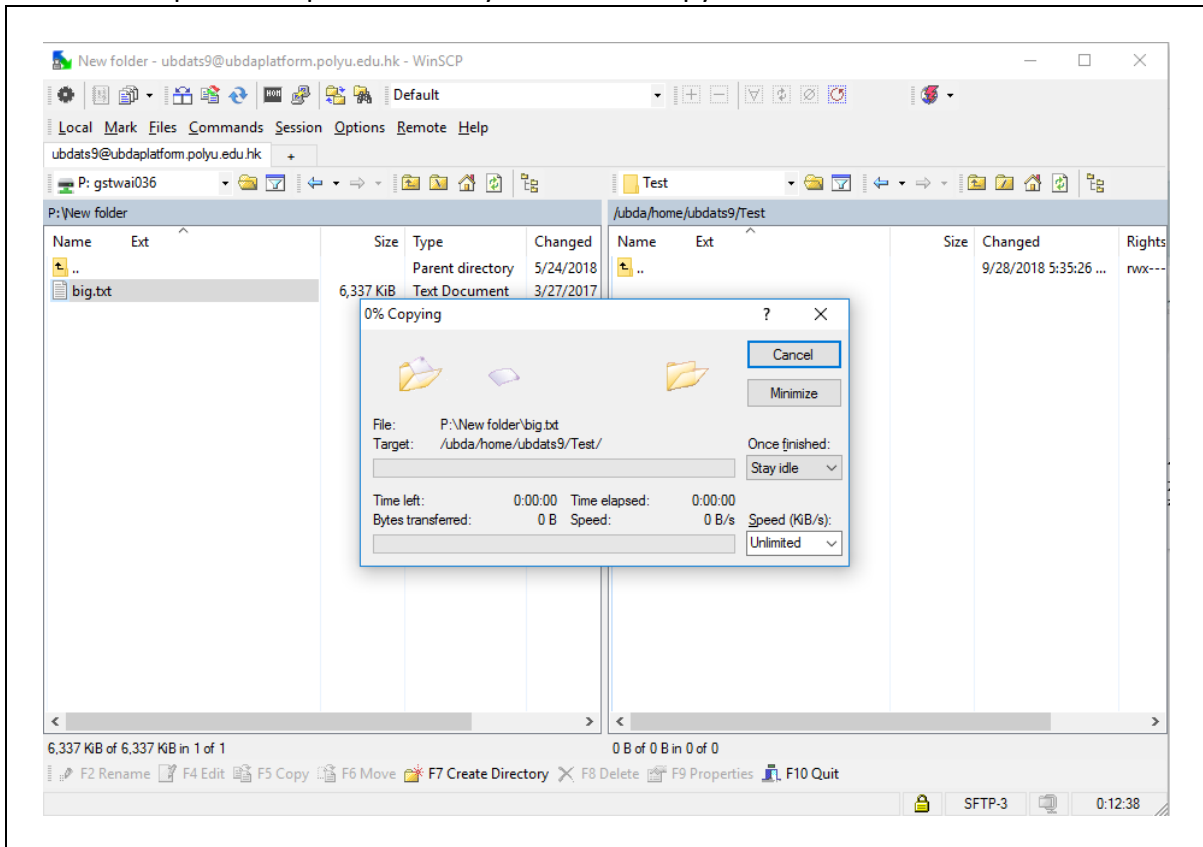 New folder - ubdats9@ubdaplatform.polyu.edu.hk - WinSCP
Default
Local Mark Files Commands Session Options Remote Help
ubdats9@ubdaplatform.polyu.edu.hk +
P: gstwai036 Test
P:\New folder /ubda/home/ubdats9/Test
Name Ext Size Type Changed Name Ext Size Changed Rights
.. Parent directory 5/24/2018 .. 9/28/2018 5:35:26 ... rwx---
big.txt 6,337 KiB Text Document 3/27/2017
0% Copying ?
Cancel
Minimize
File: P:\New folder\big.txt
Target: /ubda/home/ubdats9/Test/ Once finished:
Stay idle
Time left: 0:00:00 Time elapsed: 0:00:00
Bytes transferred: 0 B Speed: 0 B/s Speed (KiB/s):
Unlimited
6,337 KiB of 6,337 KiB in 1 of 1 0 B of 0 B in 0 of 0
F2 Rename F4 Edit F5 Copy F6 Move F7 Create Directory F8 Delete F9 Properties F10 Quit
SFTP-3 0:12:38